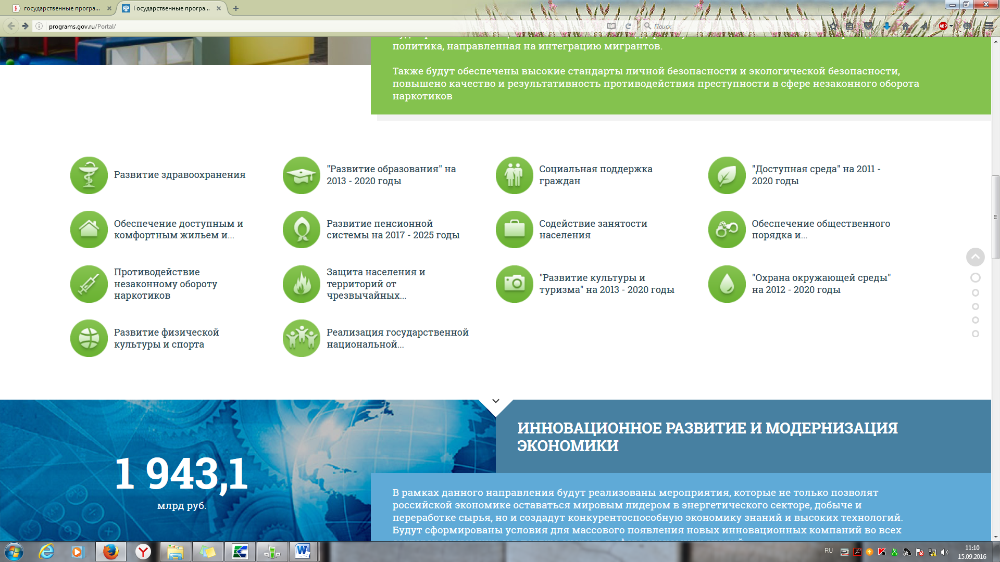 государственные програ...
Государственные програ...
programs.gov.ru/Portal/
Поиск
ABP
политика, направленная на интеграцию мигрантов.
Также будут обеспечены высокие стандарты личной безопасности и экологической безопасности,
повышено качество и результативность противодействия преступности в сфере незаконного оборота
наркотиков
Развитие здравоохранения
"Развитие образования" на
2013 - 2020 годы
Социальная поддержка
граждан
"Доступная среда" на 2011 -
2020 годы
Обеспечение доступным и
комфортным жильем и...
Развитие пенсионной
системы на 2017 - 2025 годы
Содействие занятости
населения
Обеспечение общественного
порядка и...
Противодействие
незаконному обороту
наркотиков
Защита населения и
территорий от
чрезвычайных...
"Развитие культуры и
туризма" на 2013 - 2020 годы
"Охрана окружающей среды"
на 2012 - 2020 годы
Развитие физической
культуры и спорта
Реализация государственной
национальной...
1 943,1
млрд руб.
ИННОВАЦИОННОЕ РАЗВИТИЕ И МОДЕРНИЗАЦИЯ
ЭКОНОМИКИ
В рамках данного направления будут реализованы мероприятия, которые не только позволят
российской экономике оставаться мировым лидером в энергетического секторе, добыче и
переработке сырья, но и создадут конкурентоспособную экономику знаний и высоких технологий.
Будут сформированы условия для массового появления новых инновационных компаний во всех
RU
11:10
15.09.2016